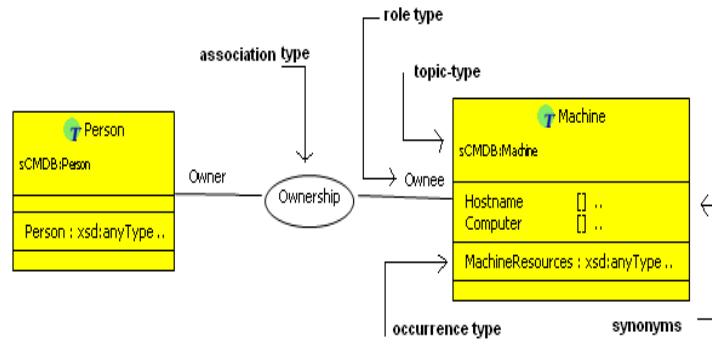 role type
association type
topic-type
T Person
sCMDB:Person
Person : xsd:anyType ..
Owner
Ownership
Ownee
T Machine
sCMDB:Machine
Hostname [] ..
Computer [] ..
MachineResources : xsd:anyType ..
occurrence type
synonyms